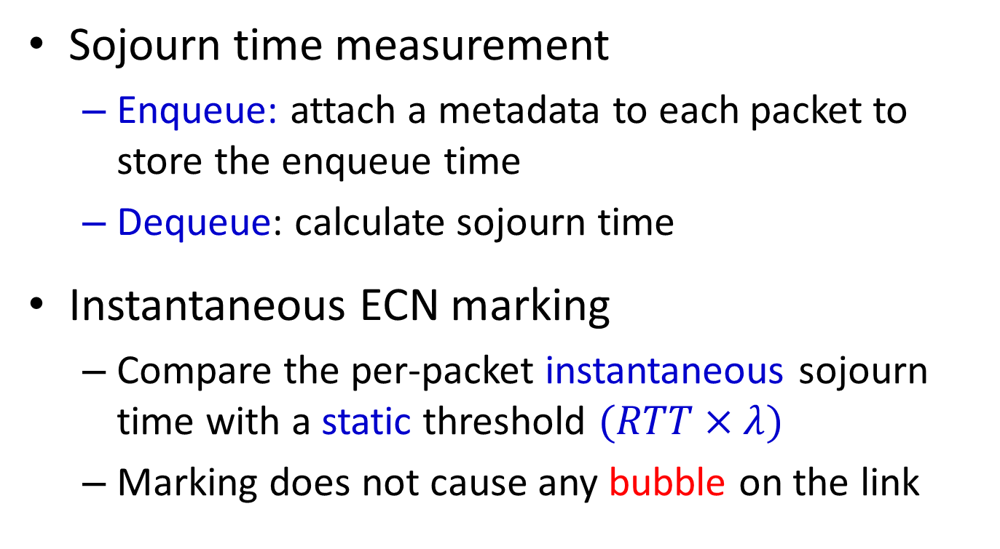 • Sojourn time measurement
– Enqueue: attach a metadata to each packet to
store the enqueue time
– Dequeue: calculate sojourn time
• Instantaneous ECN marking
– Compare the per-packet instantaneous sojourn
time with a static threshold (𝑅𝑇𝑇 × 𝜆)
– Marking does not cause any bubble on the link